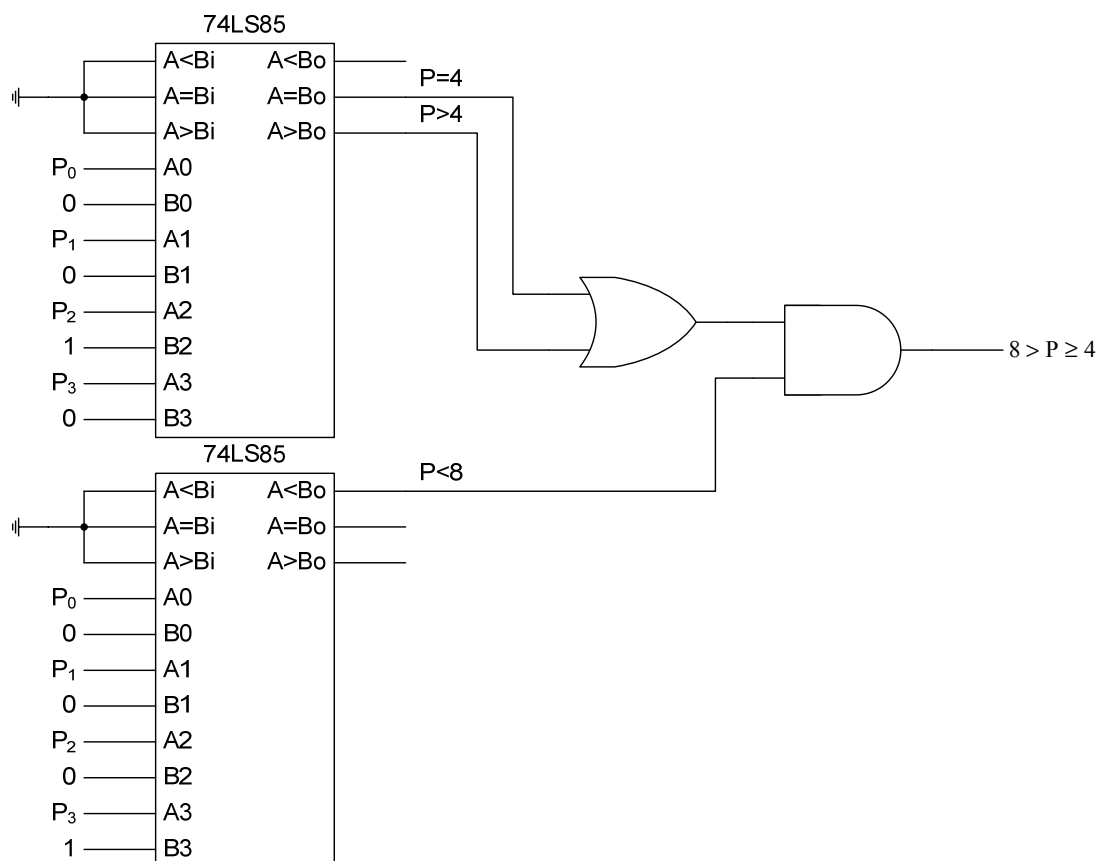 74LS85
A<Bi A<Bo
P=4
A=Bi A=Bo
P>4
A>Bi A>Bo
P₀ A0
0 B0
P₁ A1
0 B1
P₂ A2
1 B2
P₃ A3
0 B3
8 > P ≥ 4
74LS85
P<8
A<Bi A<Bo
A=Bi A=Bo
A>Bi A>Bo
P₀ A0
0 B0
P₁ A1
0 B1
P₂ A2
0 B2
P₃ A3
1 B3